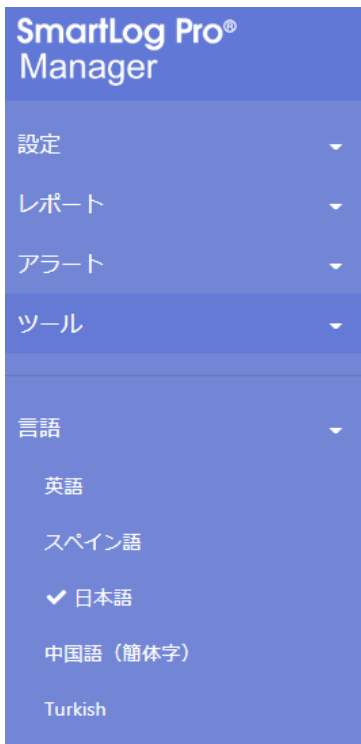 SmartLog Pro®
Manager
設定
レポート
アラート
ツール
言語
英語
スペイン語
日本語
中国語（簡体字）
Turkish